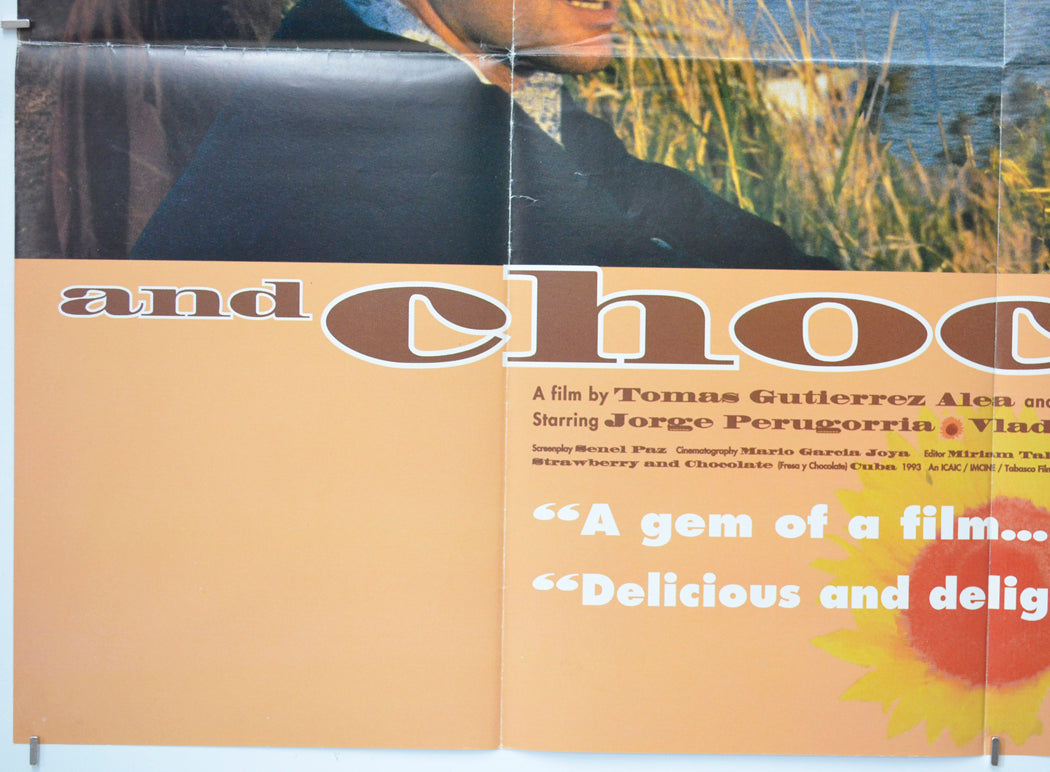 and choc
A film by Tomas Gutierrez Alea and
Starring Jorge Perugorria Vlad
Screenplay Senel Paz Cinematography Mario Garcia Joya Editor Miriam Tal
Strawberry and Chocolate (Fresa y Chocolate) Cuba 1993 An ICAIC / IMCINE / Tabasco Fil
“A gem of a film...
“Delicious and delig